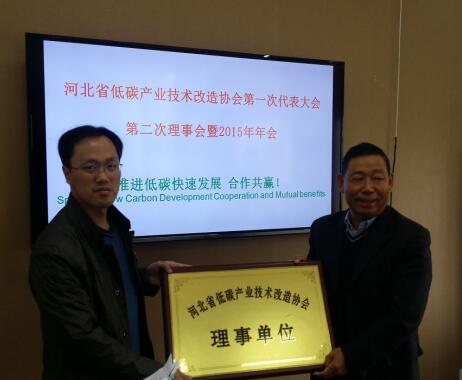 河北省低碳产业技术改造协会第一次代表大会
第二次理事会暨2015年年会
推进低碳快速发展 合作共赢!
Carbon Development Cooperation and Mutual benefits
河北省低碳产业技术改造协会
理事单位